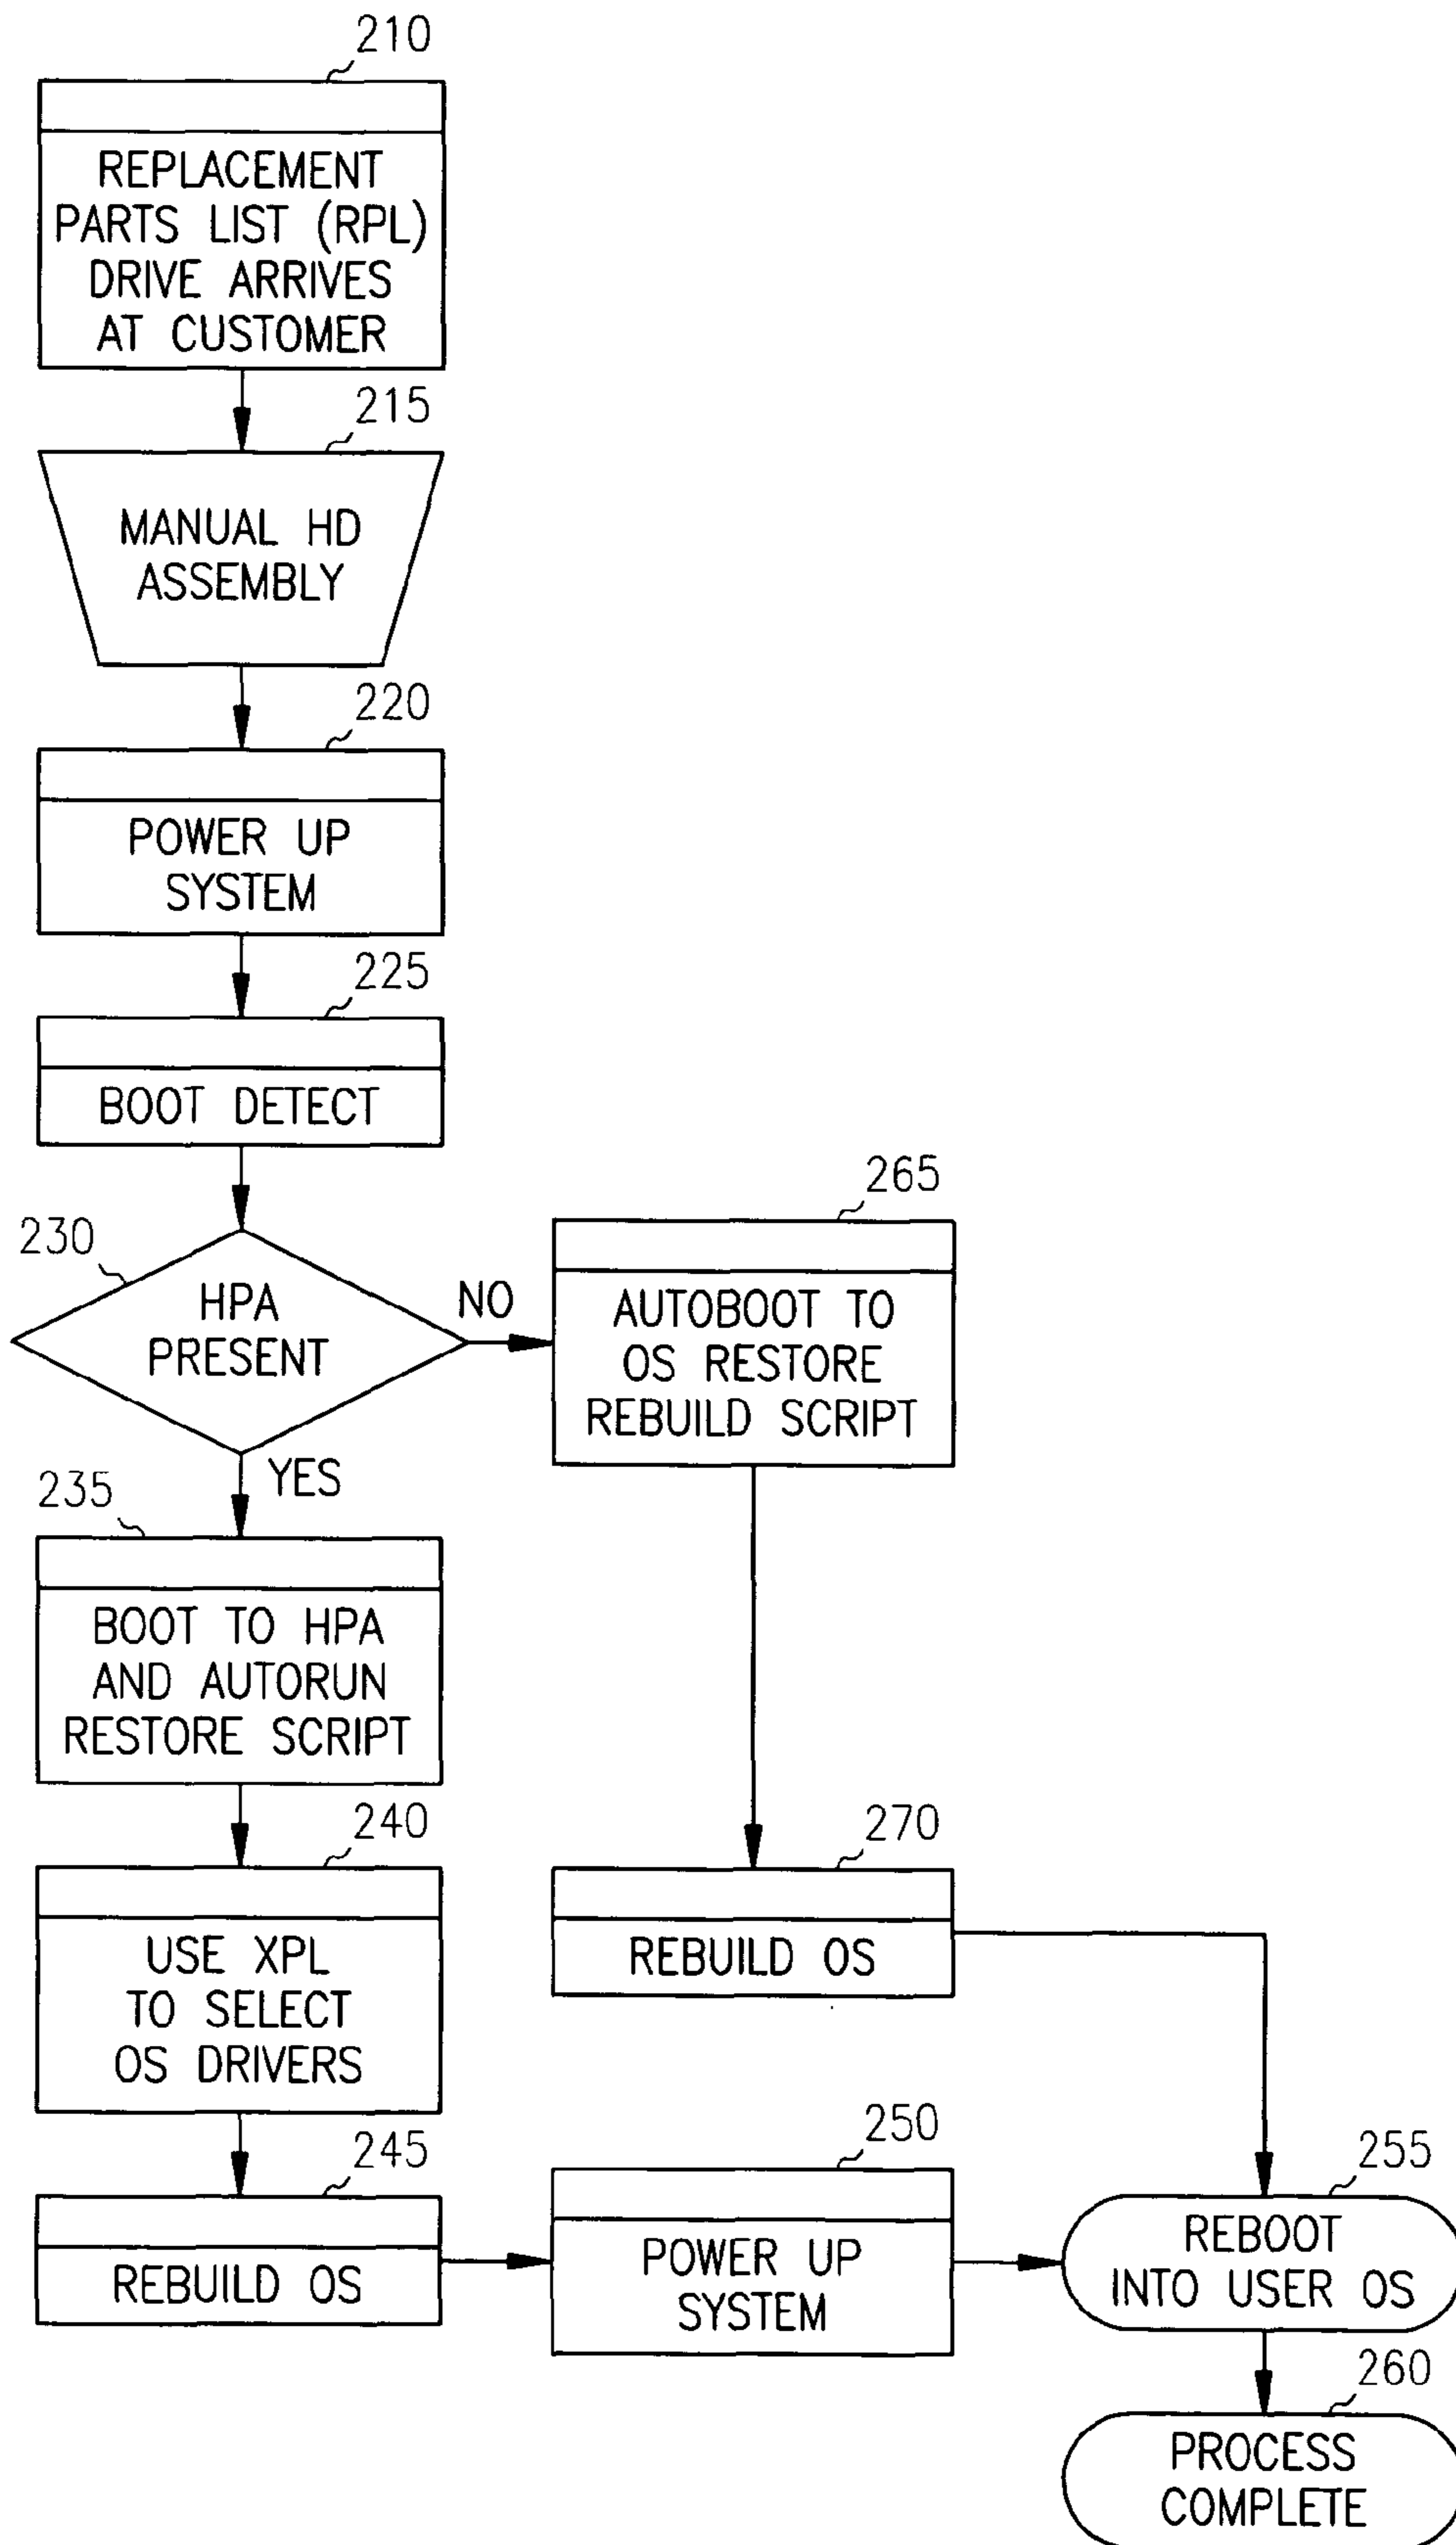 210
REPLACEMENT
PARTS LIST (RPL)
DRIVE ARRIVES
AT CUSTOMER
215
MANUAL HD
ASSEMBLY
220
POWER UP
SYSTEM
225
BOOT DETECT
230
HPA
PRESENT
NO
YES
265
AUTOBOOT TO
OS RESTORE
REBUILD SCRIPT
235
BOOT TO HPA
AND AUTORUN
RESTORE SCRIPT
240
USE XPL
TO SELECT
OS DRIVERS
270
REBUILD OS
245
REBUILD OS
250
POWER UP
SYSTEM
255
REBOOT
INTO USER OS
260
PROCESS
COMPLETE